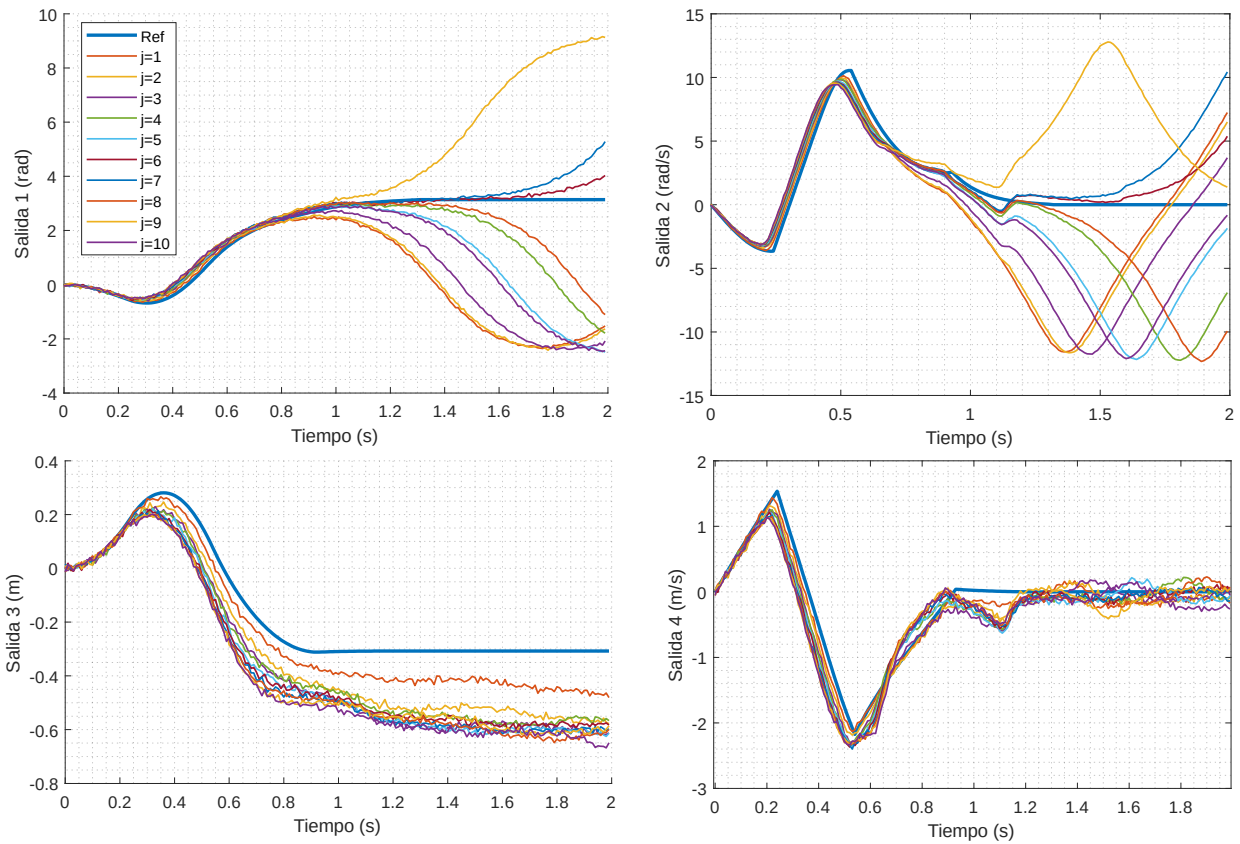 10
8
6
4
2
0
-2
-4
Salida 1 (rad)
Ref
j=1
j=2
j=3
j=4
j=5
j=6
j=7
j=8
j=9
j=10
0 0.2 0.4 0.6 0.8 1 1.2 1.4 1.6 1.8 2
Tiempo (s)
15
10
5
0
-5
-10
-15
Salida 2 (rad/s)
0 0.5 1 1.5 2
Tiempo (s)
0.4
0.2
0
-0.2
-0.4
-0.6
-0.8
Salida 3 (m)
0 0.2 0.4 0.6 0.8 1 1.2 1.4 1.6 1.8 2
Tiempo (s)
2
1
0
-1
-2
-3
Salida 4 (m/s)
0 0.2 0.4 0.6 0.8 1 1.2 1.4 1.6 1.8
Tiempo (s)